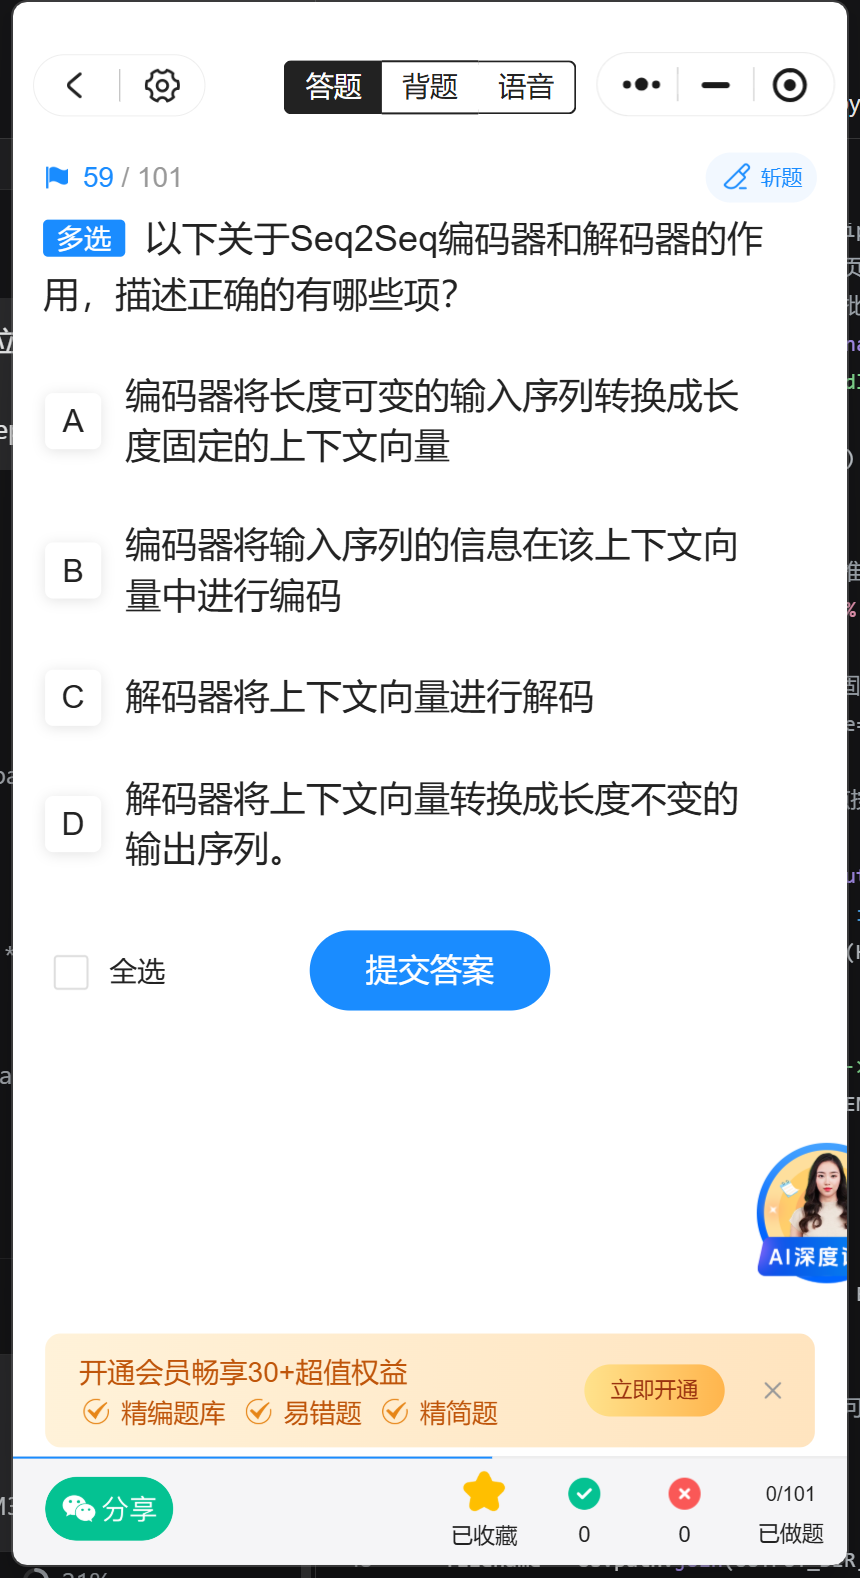 答题
背题
语音
59 / 101
斩题
多选 以下关于Seq2Seq编码器和解码器的作
用，描述正确的有哪些项？
A
编码器将长度可变的输入序列转换成长
度固定的上下文向量
B
编码器将输入序列的信息在该上下文向
量中进行编码
C
解码器将上下文向量进行解码
D
解码器将上下文向量转换成长度不变的
输出序列。
全选
提交答案
AI深度
开通会员畅享30+超值权益
精编题库 易错题 精简题
立即开通
分享
已收藏
0
0
0/101
已做题